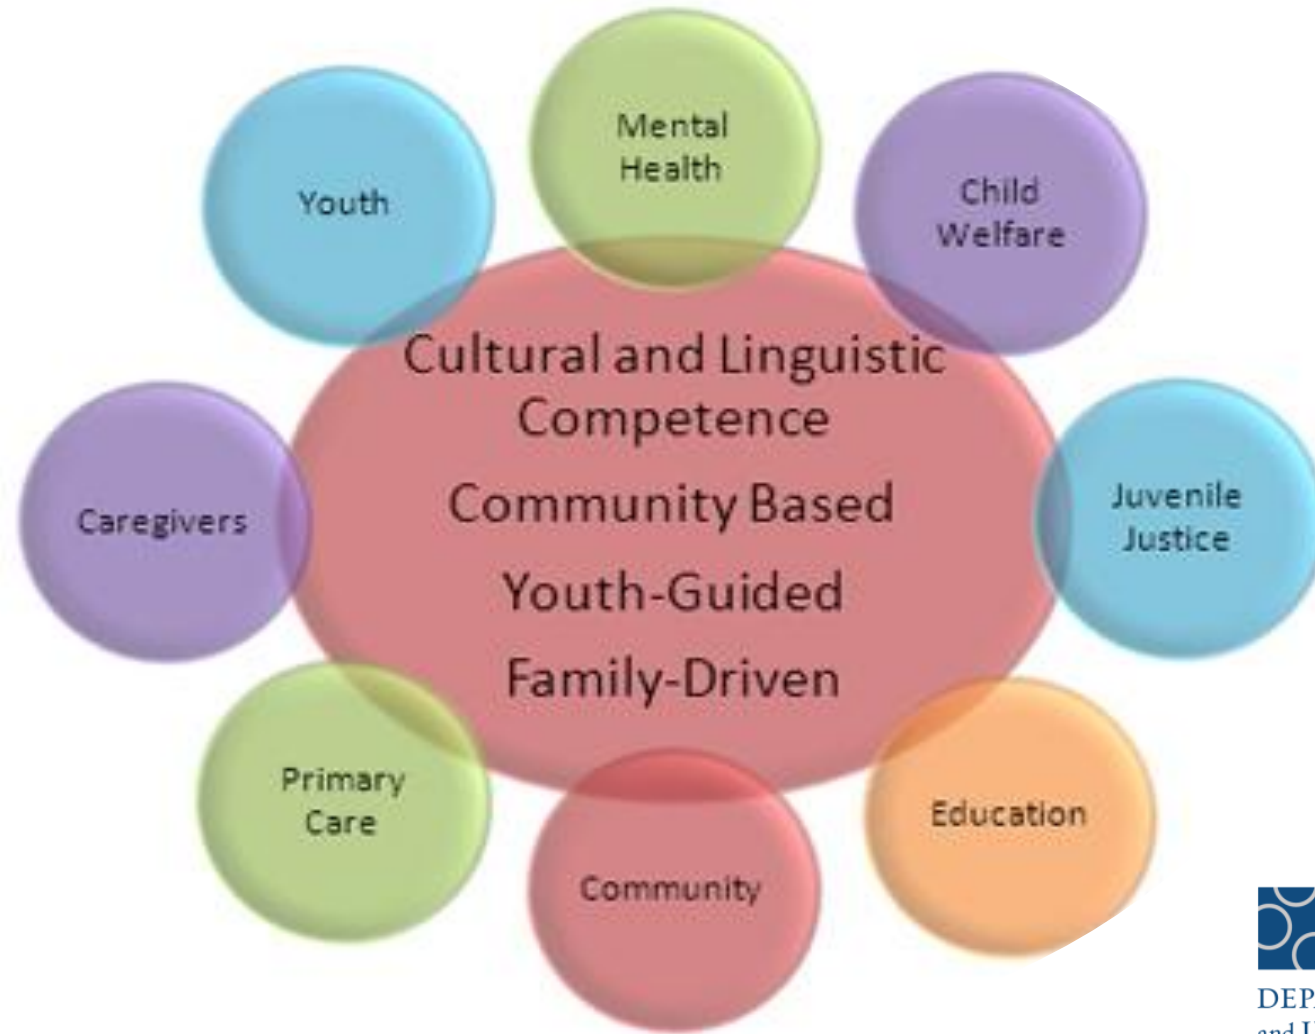 Mental
Health
Youth
Child
Welfare
Cultural and Linguistic
Competence
Community Based
Youth-Guided
Family-Driven
Caregivers
Juvenile
Justice
Primary
Care
Education
Community